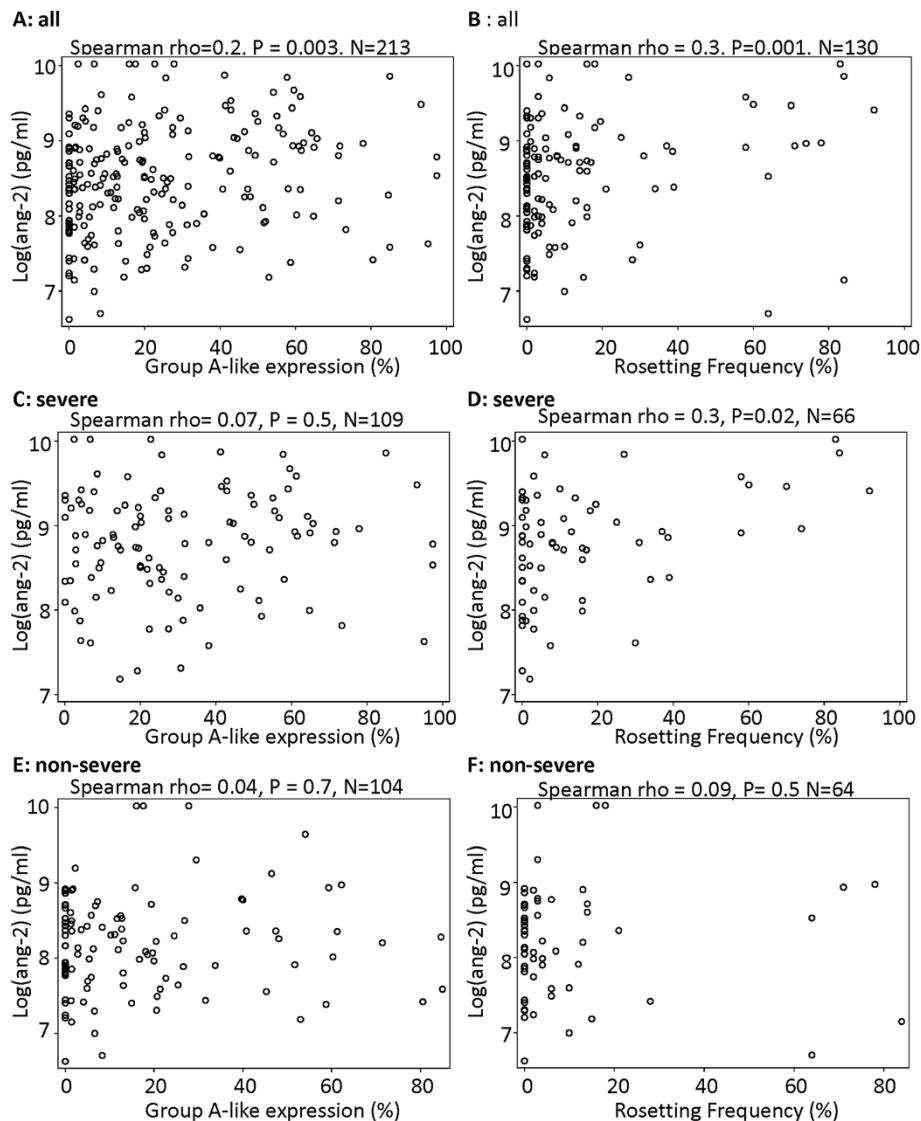 A: all
Spearman rho=0.2. P = 0.003. N=213
10
9
8
7
Log(ang-2) (pg/ml)
0 20 40 60 80 100
Group A-like expression (%)
B : all
Spearman rho = 0.3. P=0.001. N=130
10
9
8
7
Log(ang-2) (pg/ml)
0 20 40 60 80 100
Rosetting Frequency (%)
C: severe
Spearman rho= 0.07, P = 0.5, N=109
10
9
8
7
Log(ang-2) (pg/ml)
0 20 40 60 80 100
Group A-like expression (%)
D: severe
Spearman rho = 0.3, P=0.02, N=66
10
9
8
7
Log(ang-2) (pg/ml)
0 20 40 60 80 100
Rosetting Frequency (%)
E: non-severe
Spearman rho= 0.04, P = 0.7, N=104
10
9
8
7
Log(ang-2) (pg/ml)
0 20 40 60 80
Group A-like expression (%)
F: non-severe
Spearman rho = 0.09, P= 0.5 N=64
10
9
8
7
Log(ang-2) (pg/ml)
0 20 40 60 80
Rosetting Frequency (%)